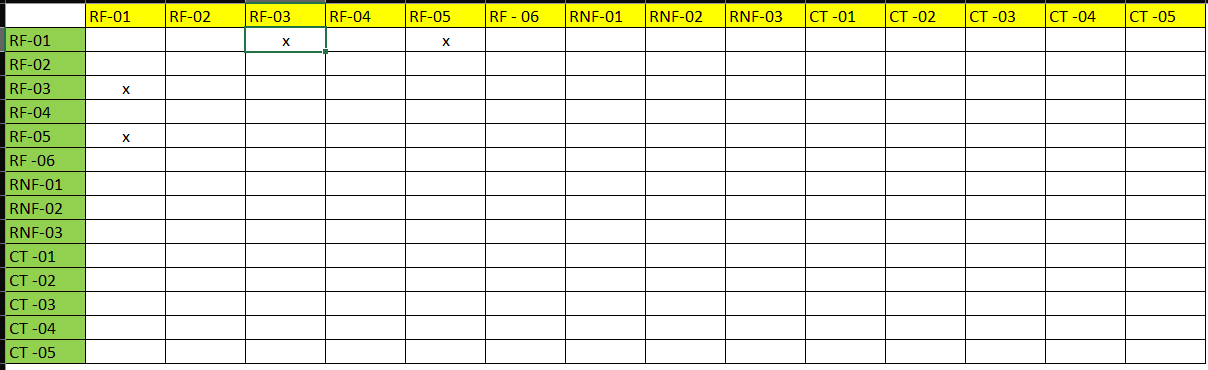 RF-01 RF-02 RF-03 RF-04 RF-05 RF - 06 RNF-01 RNF-02 RNF-03 CT -01 CT -02 CT -03 CT -04 CT -05
RF-01 x x
RF-02
RF-03 x
RF-04
RF-05 x
RF -06
RNF-01
RNF-02
RNF-03
CT -01
CT -02
CT -03
CT -04
CT -05